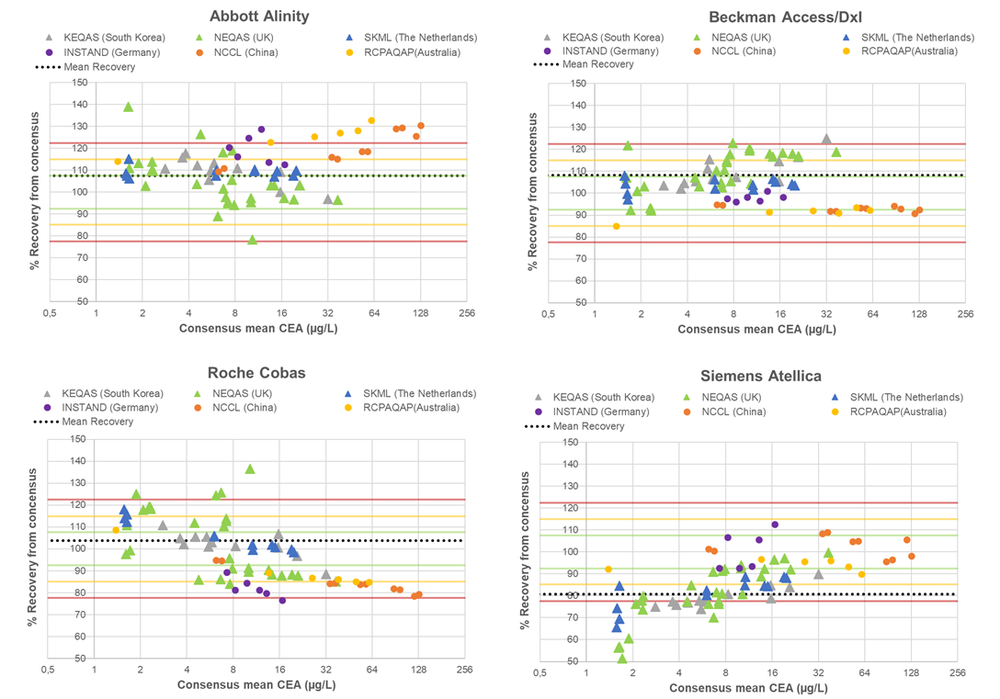 Abbott Alinity
KEQAS (South Korea) NEQAS (UK) SKML (The Netherlands)
INSTAND (Germany) NCCL (China) RCPAQAP(Australia)
Mean Recovery
% Recovery from concensus
150
140
130
120
110
100
90
80
70
60
50
0,5 1 2 4 8 16 32 64 128 256
Consensus mean CEA (µg/L)
Beckman Access/DxI
KEQAS (South Korea) NEQAS (UK) SKML (The Netherlands)
INSTAND (Germany) NCCL (China) RCPAQAP(Australia)
Mean Recovery
% Recovery from concensus
150
140
130
120
110
100
90
80
70
60
50
0,5 1 2 4 8 16 32 64 128 256
Consensus mean CEA (µg/L)
Roche Cobas
KEQAS (South Korea) NEQAS (UK) SKML (The Netherlands)
INSTAND (Germany) NCCL (China) RCPAQAP(Australia)
Mean Recovery
% Recovery from concensus
150
140
130
120
110
100
90
80
70
60
50
0,5 1 2 4 8 16 32 64 128 256
Consensus mean CEA (µg/L)
Siemens Atellica
KEQAS (South Korea) NEQAS (UK) SKML (The Netherlands)
INSTAND (Germany) NCCL (China) RCPAQAP(Australia)
Mean Recovery
% Recovery from concensus
150
140
130
120
110
100
90
80
70
60
50
0,5 1 2 4 8 16 32 64 128 256
Consensus mean CEA (µg/L)